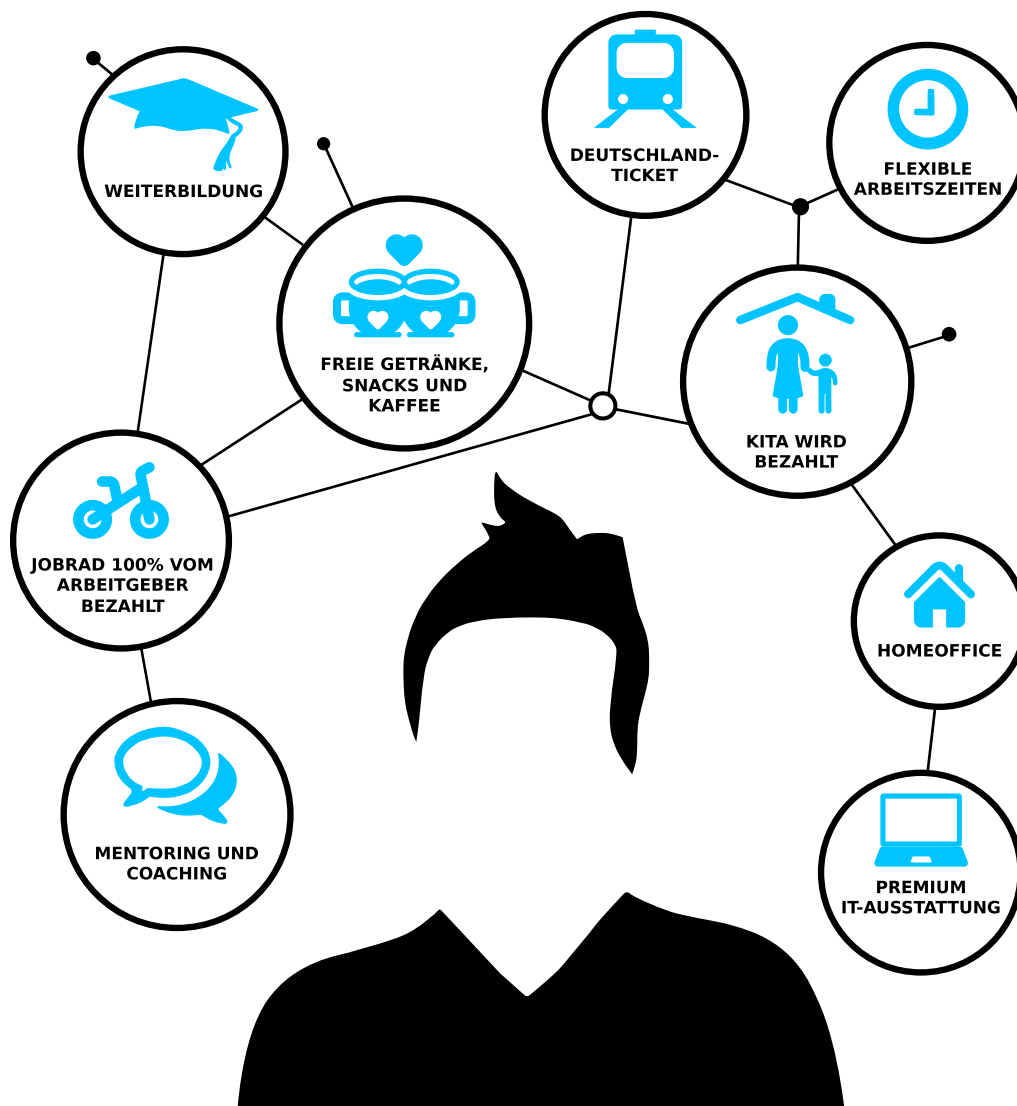 WEITERBILDUNG
DEUTSCHLAND-
TICKET
FLEXIBLE
ARBEITSZEITEN
FREIE GETRÄNKE,
SNACKS UND
KAFFEE
KITA WIRD
BEZAHLT
JOBRAD 100% VOM
ARBEITGEBER
BEZAHLT
HOMEOFFICE
MENTORING UND
COACHING
PREMIUM
IT-AUSSTATTUNG